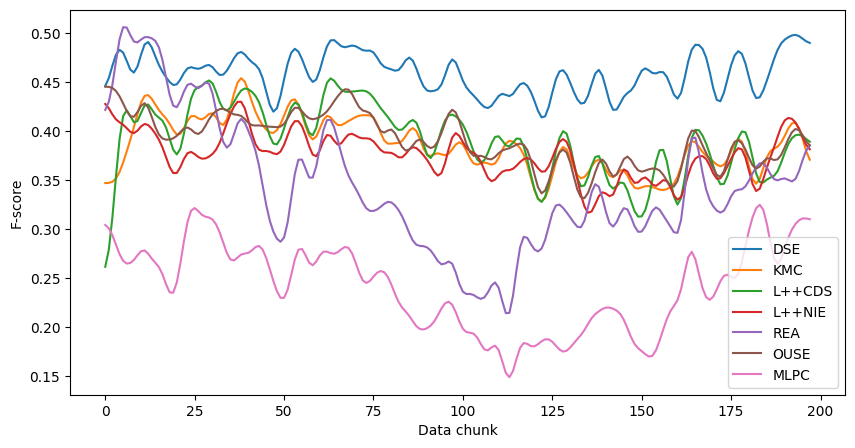 0.50
0.45
0.40
0.35
0.30
0.25
0.20
0.15
F-score
0
25
50
75
100
125
150
175
200
Data chunk
DSE
KMC
L++CDS
L++NIE
REA
OUSE
MLPC